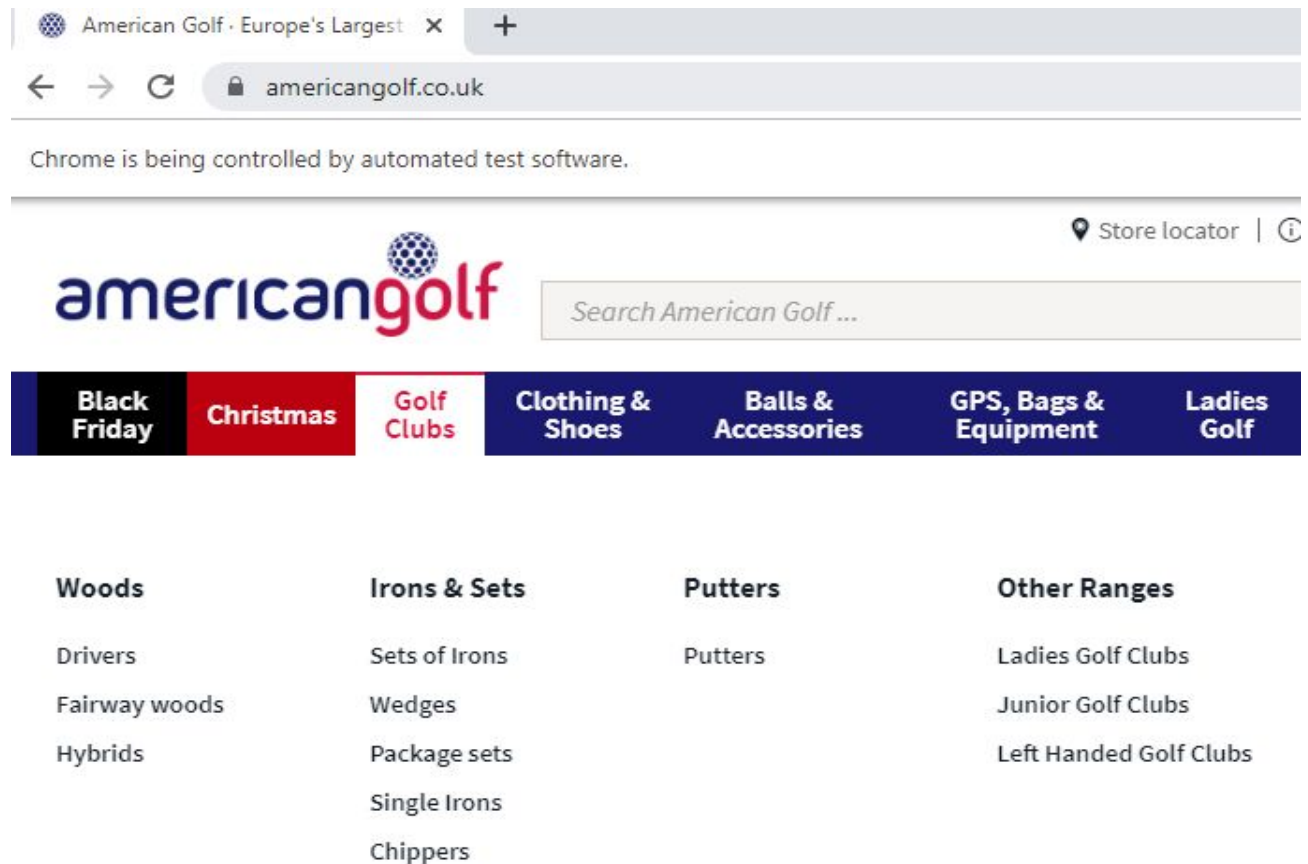 American Golf · Europe's Largest
americangolf.co.uk
Chrome is being controlled by automated test software.
Store locator |
americangolf
Search American Golf ...
Black Friday
Christmas
Golf Clubs
Clothing & Shoes
Balls & Accessories
GPS, Bags & Equipment
Ladies Golf
Woods
Drivers
Fairway woods
Hybrids
Irons & Sets
Sets of Irons
Wedges
Package sets
Single Irons
Chippers
Putters
Putters
Other Ranges
Ladies Golf Clubs
Junior Golf Clubs
Left Handed Golf Clubs